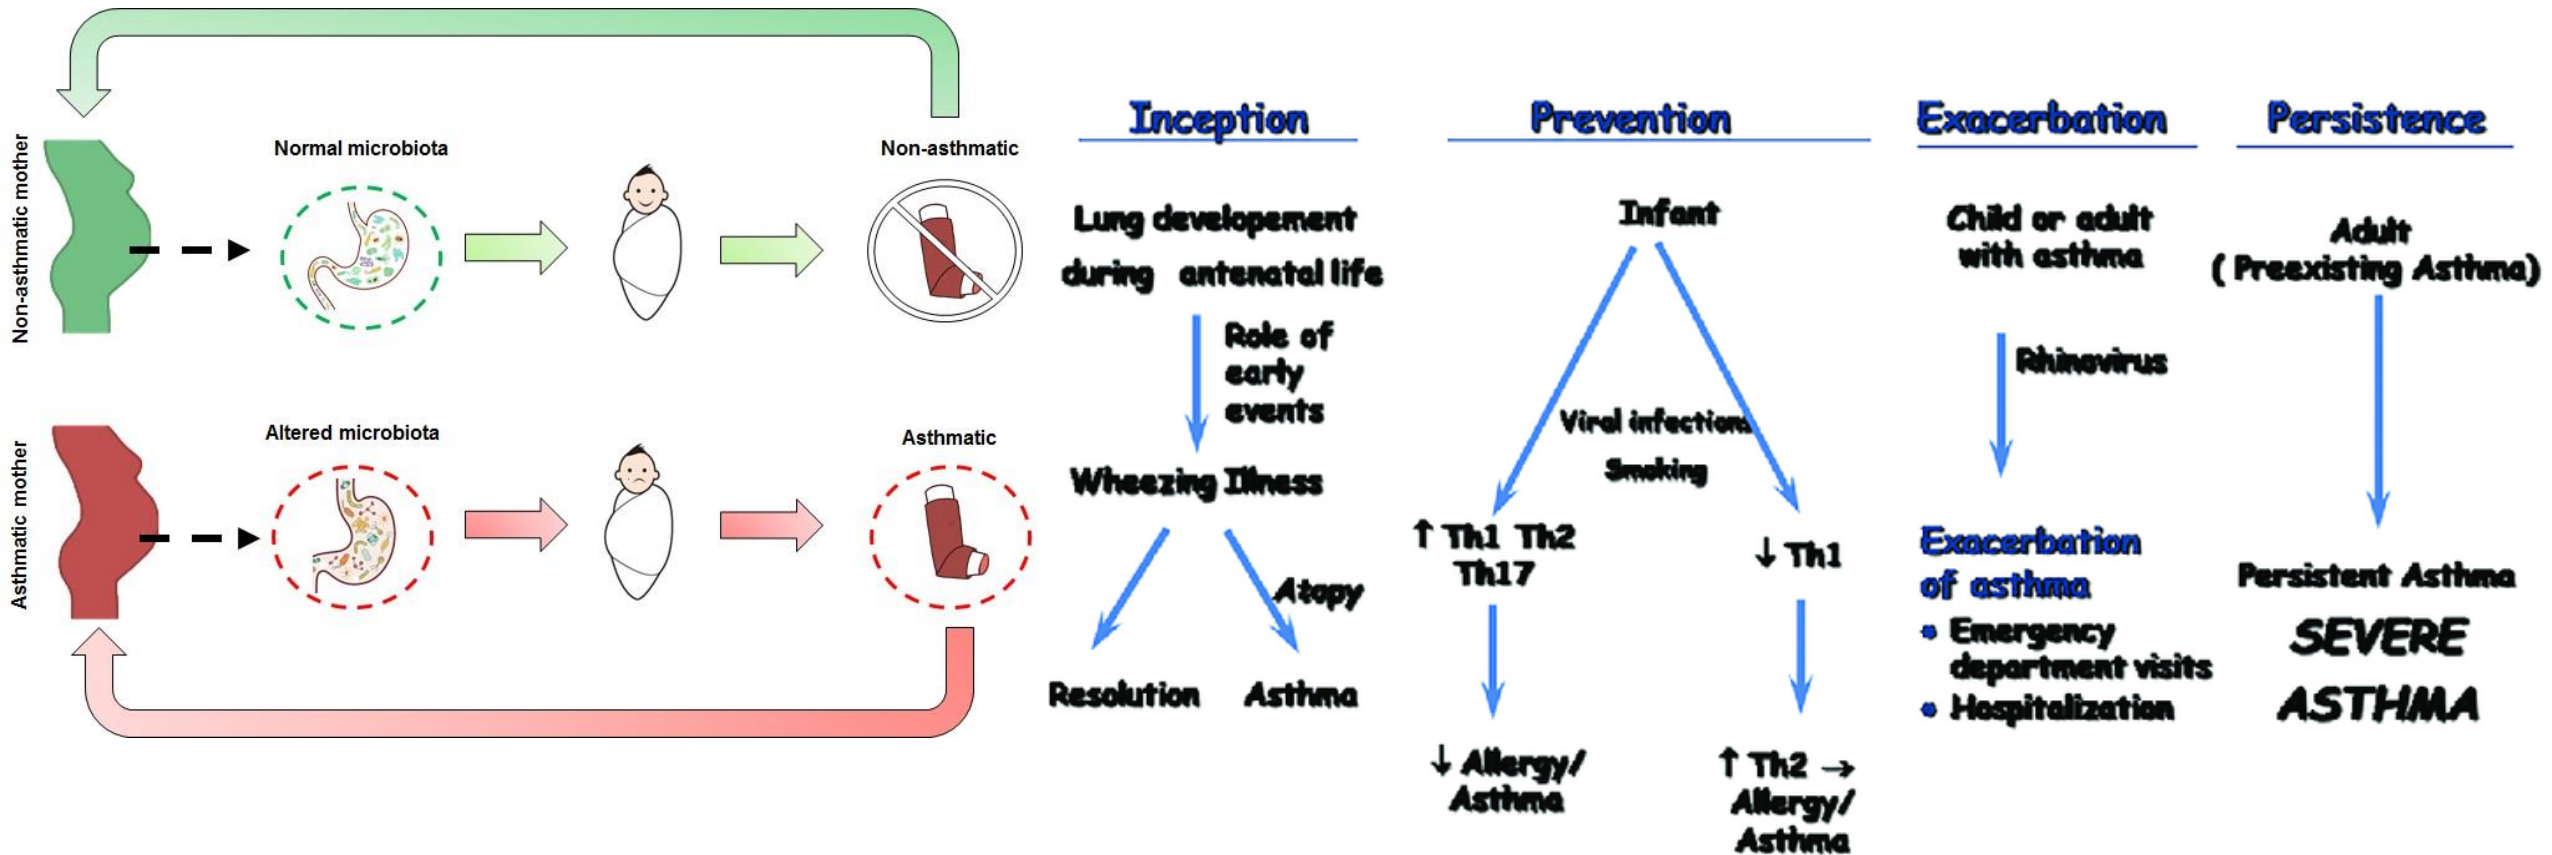 Non-asthmatic mother
Normal microbiota
Non-asthmatic
Asthmatic mother
Altered microbiota
Asthmatic
Inception
Lung developement
during antenatal life
Role of
early
events
Wheezing Illness
Atopy
Resolution
Asthma
Prevention
Infant
Viral infections
Smoking
↑ Th1 Th2
Th17
↓ Th1
↓ Allergy/
Asthma
↑ Th2 →
Allergy/
Asthma
Exacerbation
Child or adult
with asthma
Rhinovirus
Exacerbation
of asthma
• Emergency
department visits
• Hospitalization
Persistence
Adult
( Preexisting Asthma)
Persistent Asthma
SEVERE
ASTHMA